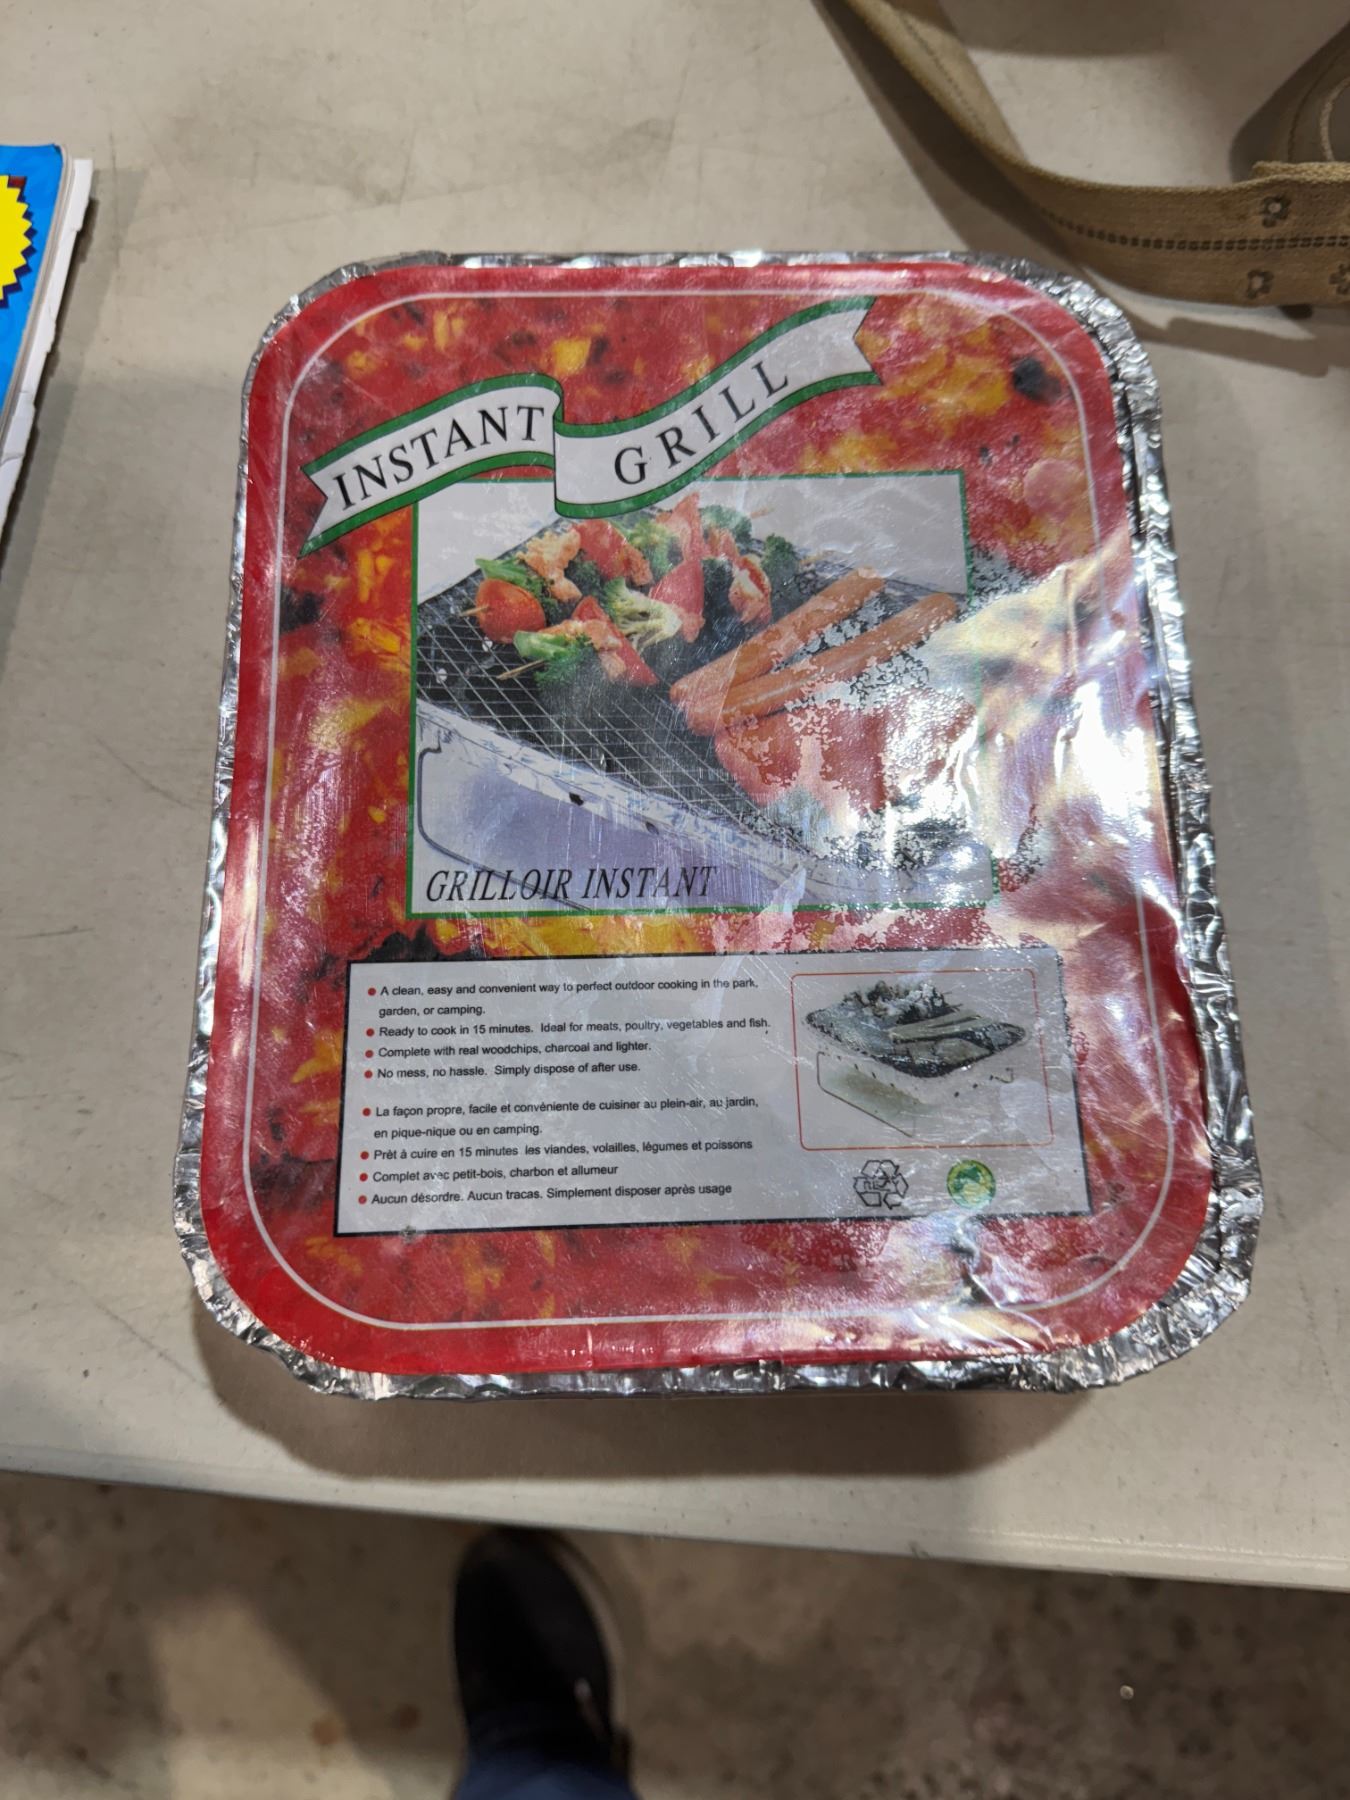 INSTANT GRILL
GRILLOIR INSTANT
A clean, easy and convenient way to perfect outdoor cooking in the park,
garden, or camping.
Ready to cook in 15 minutes. Ideal for meats, poultry, vegetables and fish.
Complete with real woodchips, charcoal and lighter.
No mess, no hassle. Simply dispose of after use.
La façon propre, facile et convéniente de cuisiner au plein-air, au jardin,
en pique-nique ou en camping.
Prèt à cuire en 15 minutes les viandes, volailles, légumes et poissons
Complet avec petit-bois, charbon et allumeur
Aucun désordre. Aucun tracas. Simplement disposer après usage